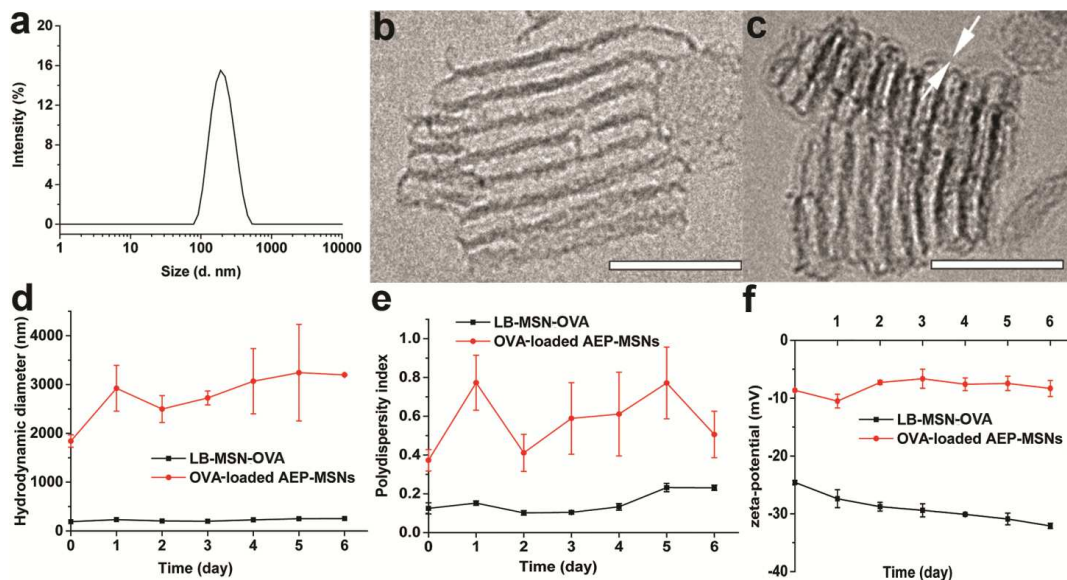 a
20
16
12
8
4
0
Intensity (%)
1 10 100 1000 10000
Size (d. nm)
b
c
d
4000
3000
2000
1000
0
Hydrodynamic diameter (nm)
LB-MSN-OVA
OVA-loaded AEP-MSNs
0 1 2 3 4 5 6
Time (day)
e
1.0
0.8
0.6
0.4
0.2
0.0
Polydispersity index
LB-MSN-OVA
OVA-loaded AEP-MSNs
0 1 2 3 4 5 6
Time (day)
f
1 2 3 4 5 6
0
-10
-20
-30
-40
zeta-potential (mV)
LB-MSN-OVA
OVA-loaded AEP-MSNs
Time (day)